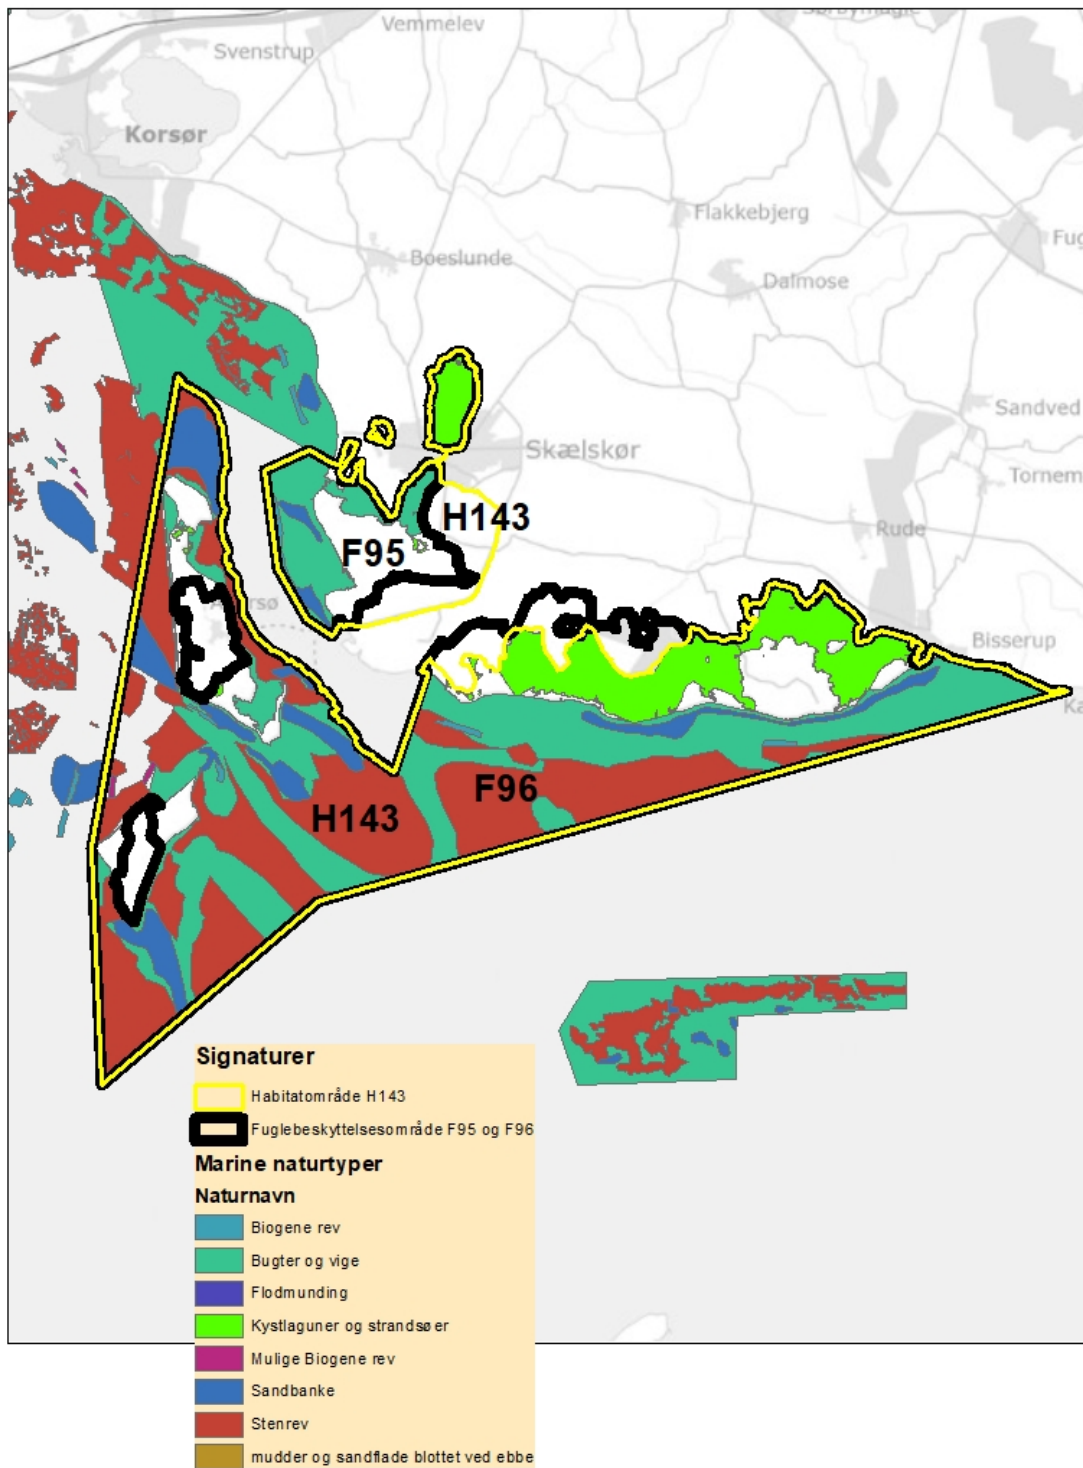 Vemmelev
Svenstrup
Korsør
Flakkebjerg
Boeslunde
Dalmose
Sandved
Skælskør
Tornem
H143
Rude
F95
Bisserup
F96
H143
Signaturer
Habitatområde H143
Fuglebeskyttelsesområde F95 og F96
Marine naturtyper
Naturnavn
Biogene rev
Bugter og vige
Flodmunding
Kystlaguner og strandsøer
Mulige Biogene rev
Sandbanke
Stenrev
mudder og sandflade blottet ved ebbe